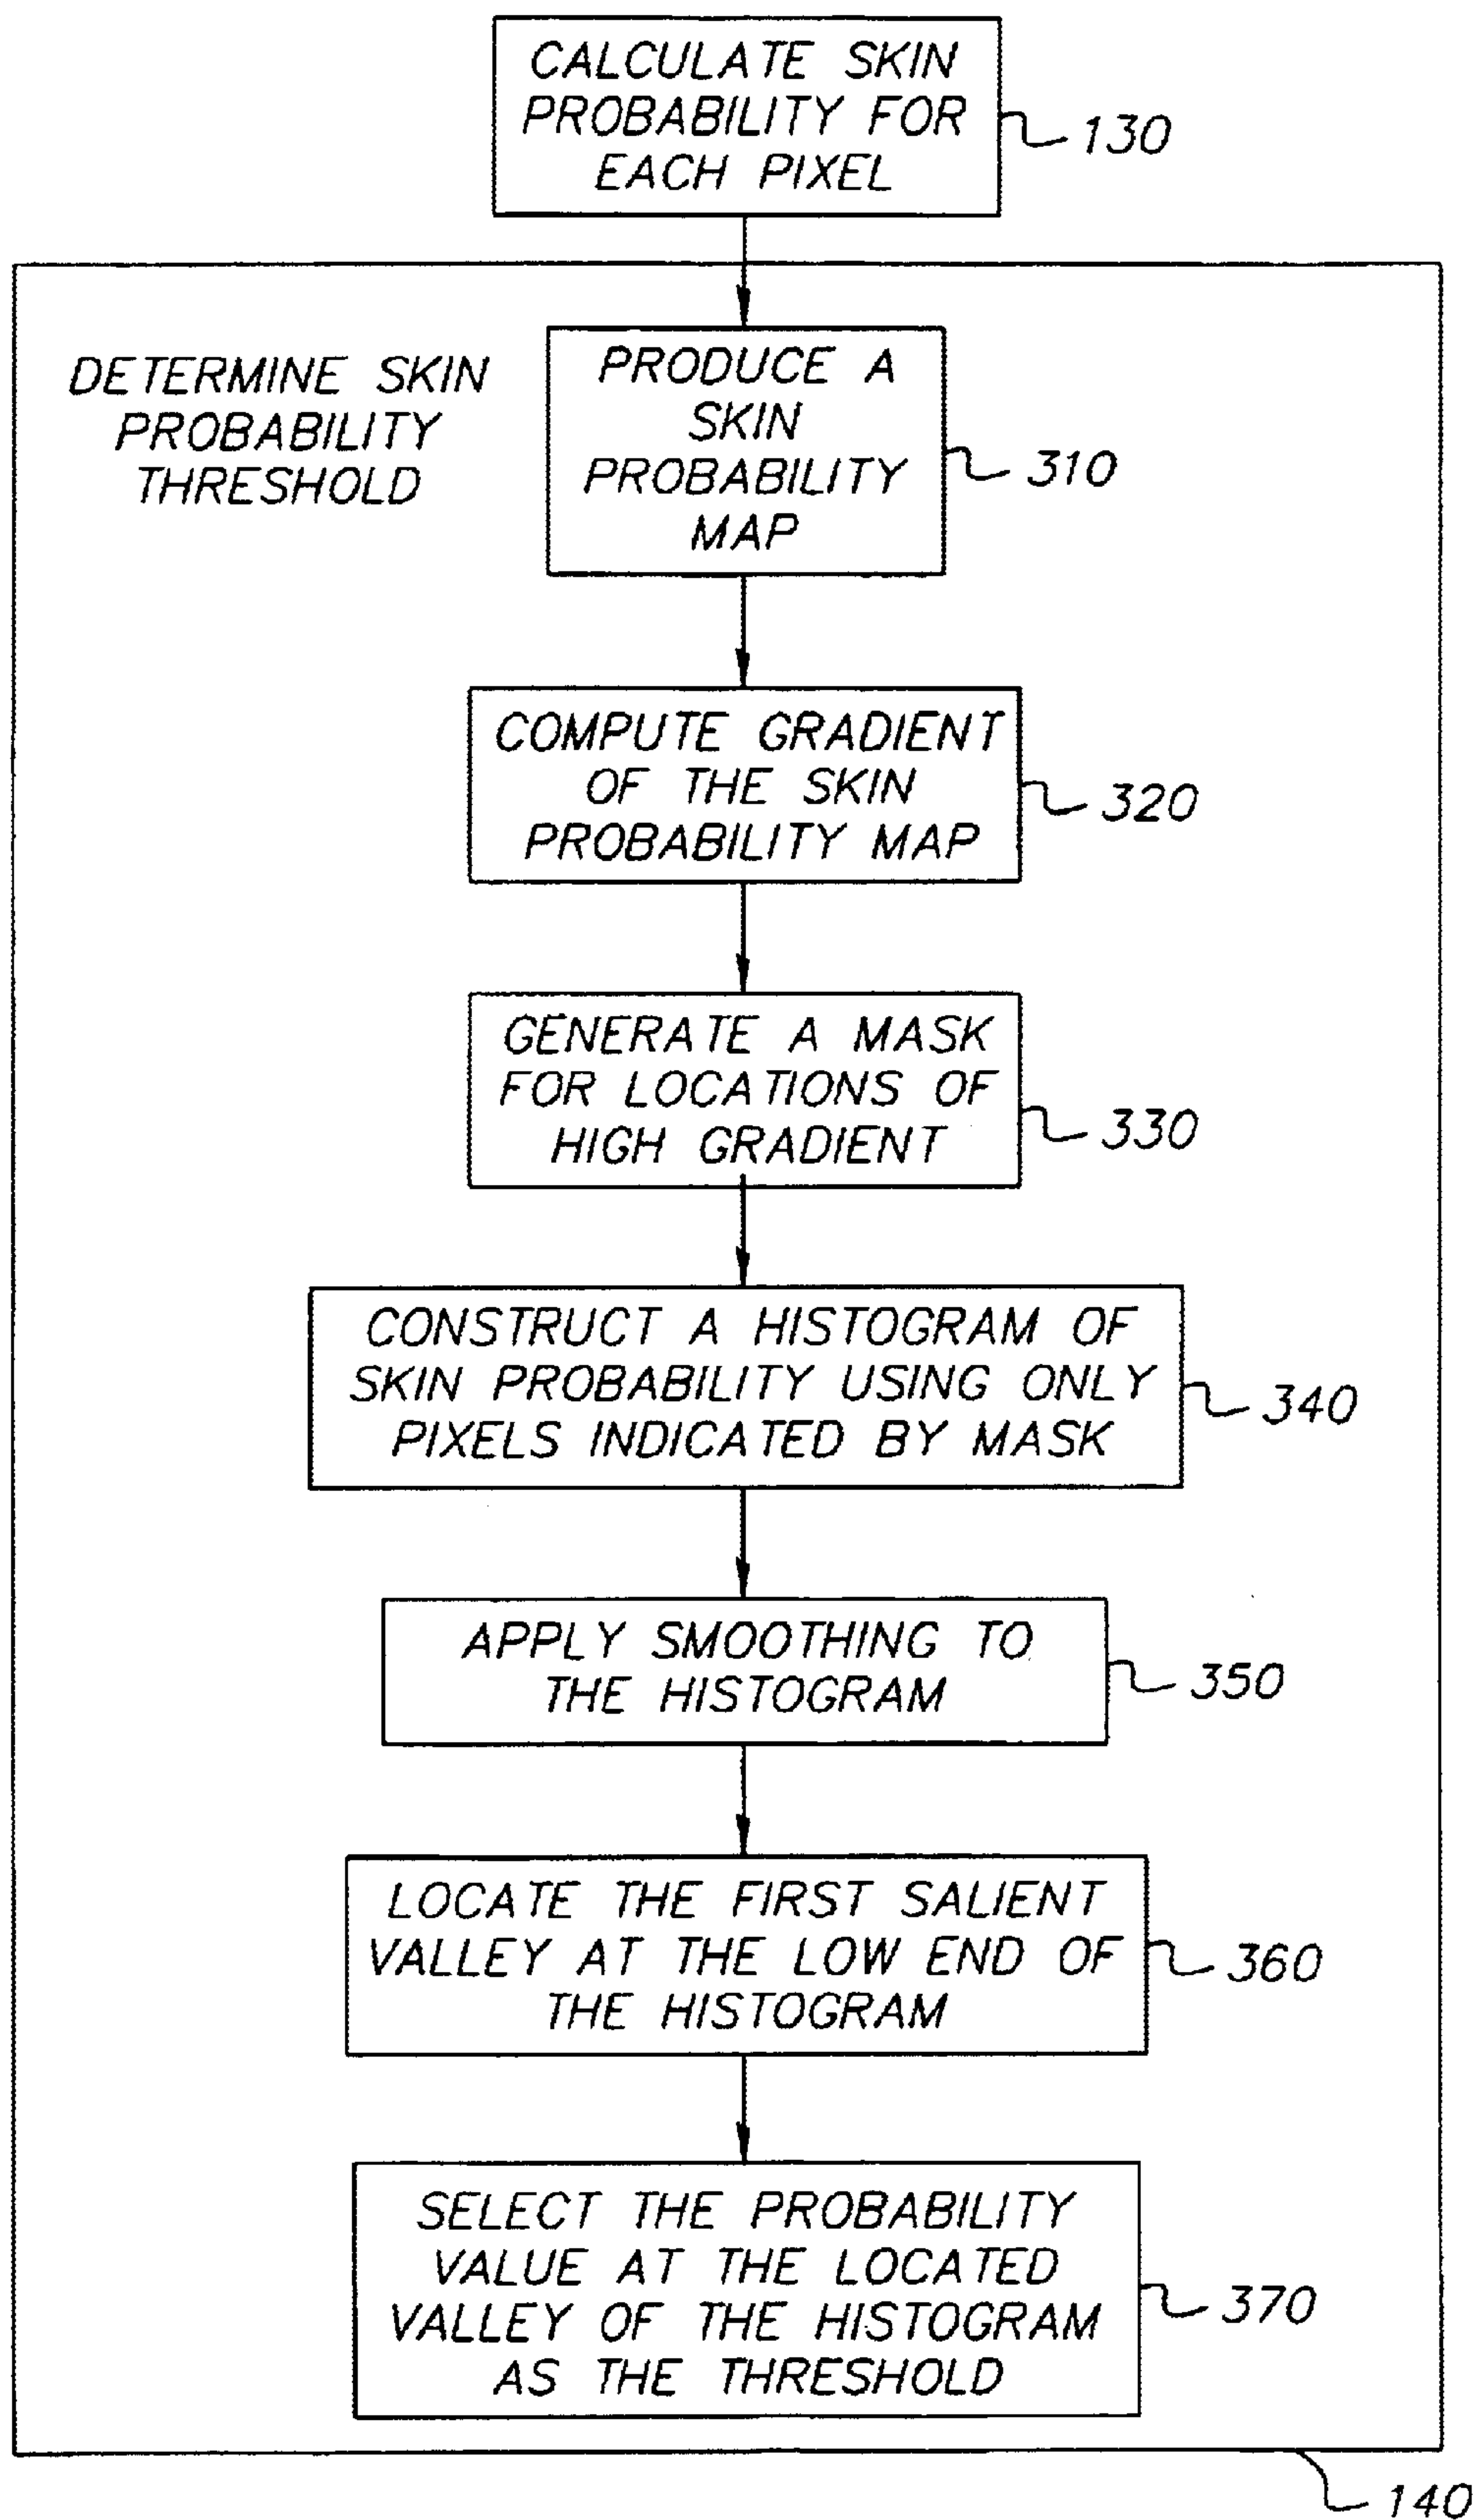 CALCULATE SKIN
PROBABILITY FOR
EACH PIXEL
130
DETERMINE SKIN
PROBABILITY
THRESHOLD
PRODUCE A
SKIN
PROBABILITY
MAP
310
COMPUTE GRADIENT
OF THE SKIN
PROBABILITY MAP
320
GENERATE A MASK
FOR LOCATIONS OF
HIGH GRADIENT
330
CONSTRUCT A HISTOGRAM OF
SKIN PROBABILITY USING ONLY
PIXELS INDICATED BY MASK
340
APPLY SMOOTHING TO
THE HISTOGRAM
350
LOCATE THE FIRST SALIENT
VALLEY AT THE LOW END OF
THE HISTOGRAM
360
SELECT THE PROBABILITY
VALUE AT THE LOCATED
VALLEY OF THE HISTOGRAM
AS THE THRESHOLD
370
140